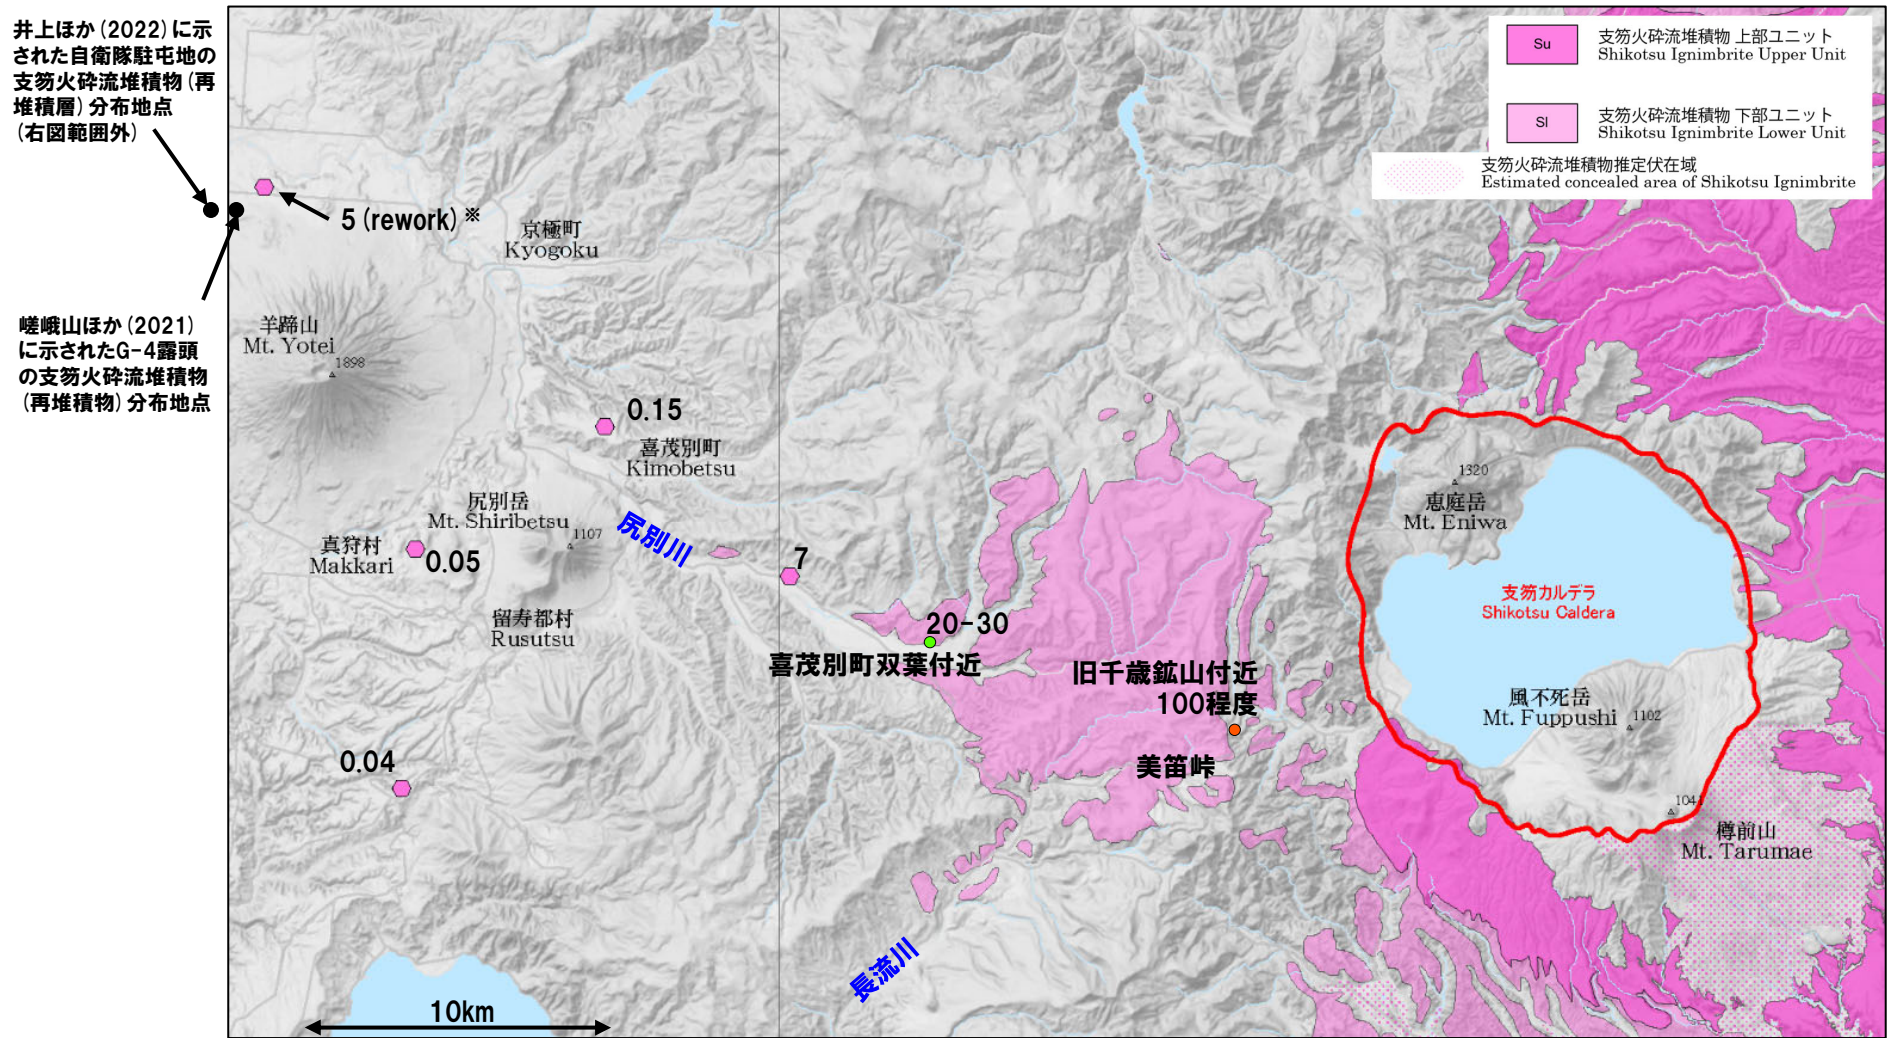 井上ほか(2022)に示
された自衛隊駐屯地の
支笏火砕流堆積物(再
堆積層)分布地点
(右図範囲外)
Su
支笏火砕流堆積物 上部ユニット
Shikotsu Ignimbrite Upper Unit
Sl
支笏火砕流堆積物 下部ユニット
Shikotsu Ignimbrite Lower Unit
支笏火砕流堆積物推定伏在域
Estimated concealed area of Shikotsu Ignimbrite
5(rework)※
京極町
Kyogoku
嵯峨山ほか(2021)
に示されたG-4露頭
の支笏火砕流堆積物
(再堆積物)分布地点
羊蹄山
Mt. Yotei
1898
0.15
喜茂別町
Kimobetsu
尻別岳
Mt. Shiribetsu
1107
尻別川
真狩村
Makkari
0.05
7
留寿都村
Rusutsu
20-30
喜茂別町双葉付近
旧千歳鉱山付近
100程度
美笛峠
1320
恵庭岳
Mt. Eniwa
支笏カルデラ
Shikotsu Caldera
風不死岳
Mt. Fuppushi
1102
1041
樽前山
Mt. Tarumae
0.04
長流川
10km